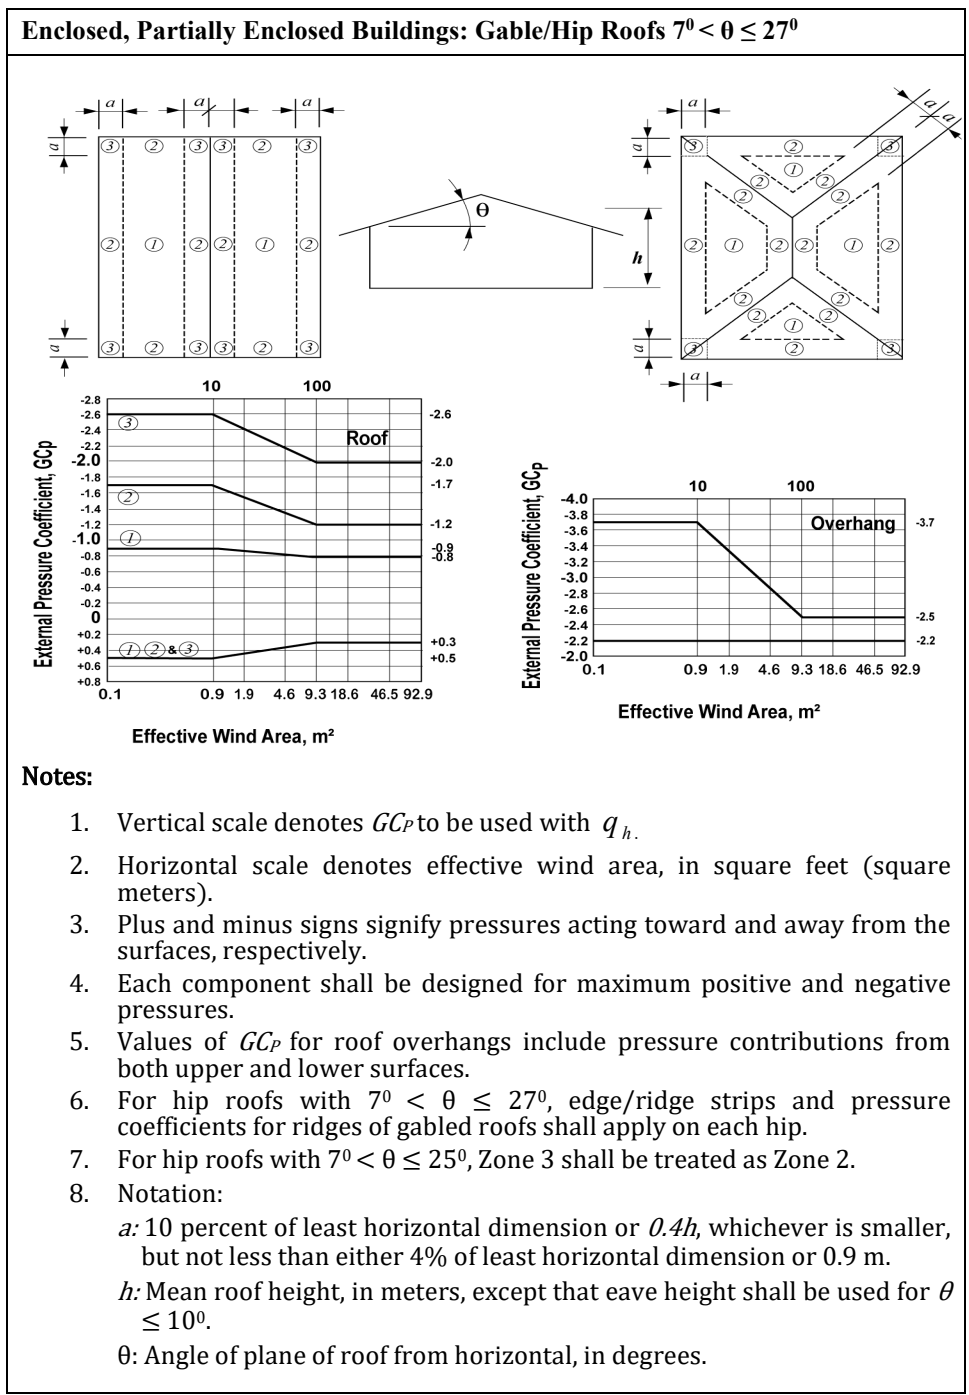 Enclosed, Partially Enclosed Buildings: Gable/Hip Roofs 7⁰ < θ ≤ 27⁰
a a a
a
③ ② ③ ③ ② ③
② ① ② ② ① ②
③ ② ③ ③ ② ③
a
θ
h
a a a
a
③ ② ③
①
② ②
② ②
② ① ② ② ① ②
② ②
② ②
①
③ ② ③
a
a
10 100
External Pressure Coefficient, GCp
-2.8
-2.6
-2.4
-2.2
-2.0
-1.8
-1.6
-1.4
-1.2
-1.0
-0.8
-0.6
-0.4
-0.2
0
+0.2
+0.4
+0.6
+0.8
③
Roof
②
①
① ② & ③
-2.6
-2.0
-1.7
-1.2
-0.9
-0.8
+0.3
+0.5
0.1 0.9 1.9 4.6 9.3 18.6 46.5 92.9
Effective Wind Area, m²
10 100
External Pressure Coefficient, GCp
-4.0
-3.8
-3.6
-3.4
-3.2
-3.0
-2.8
-2.6
-2.4
-2.2
-2.0
Overhang
-3.7
-2.5
-2.2
0.1 0.9 1.9 4.6 9.3 18.6 46.5 92.9
Effective Wind Area, m²
Notes:
1. Vertical scale denotes GCP to be used with q h.
2. Horizontal scale denotes effective wind area, in square feet (square
meters).
3. Plus and minus signs signify pressures acting toward and away from the
surfaces, respectively.
4. Each component shall be designed for maximum positive and negative
pressures.
5. Values of GCP for roof overhangs include pressure contributions from
both upper and lower surfaces.
6. For hip roofs with 7⁰ < θ ≤ 27⁰, edge/ridge strips and pressure
coefficients for ridges of gabled roofs shall apply on each hip.
7. For hip roofs with 7⁰ < θ ≤ 25⁰, Zone 3 shall be treated as Zone 2.
8. Notation:
a: 10 percent of least horizontal dimension or 0.4h, whichever is smaller,
but not less than either 4% of least horizontal dimension or 0.9 m.
h: Mean roof height, in meters, except that eave height shall be used for θ
≤ 10⁰.
θ: Angle of plane of roof from horizontal, in degrees.